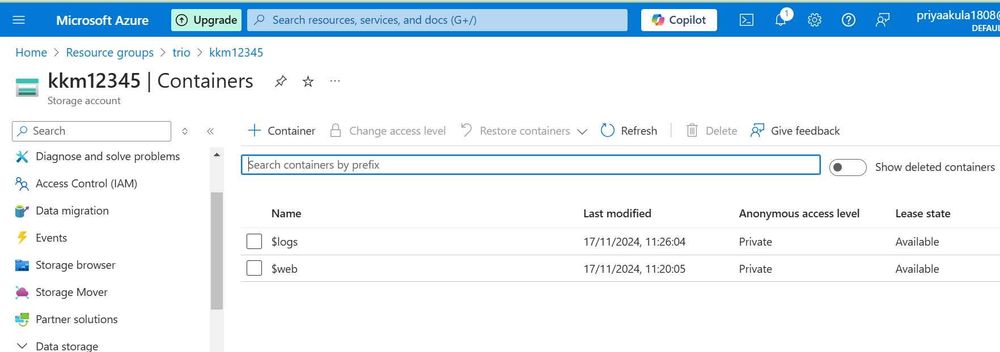 Microsoft Azure
Upgrade
Search resources, services, and docs (G+/)
Copilot
1
priyaakula1808@
DEFAUL
Home > Resource groups > trio > kkm12345
kkm12345 | Containers
Storage account
Search
Container
Change access level
Restore containers
Refresh
Delete
Give feedback
Diagnose and solve problems
Access Control (IAM)
Data migration
Events
Storage browser
Storage Mover
Partner solutions
Data storage
Search containers by prefix
Show deleted containers
Name Last modified Anonymous access level Lease state
$logs 17/11/2024, 11:26:04 Private Available
$web 17/11/2024, 11:20:05 Private Available